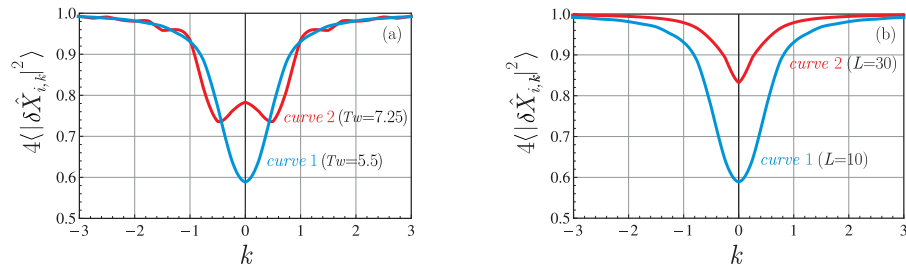 (a)
4⟨|δX̂_{i,k}|²⟩
1.0
0.9
0.8
0.7
0.6
0.5
curve 2 (Tw=7.25)
curve 1 (Tw=5.5)
−3 −2 −1 0 1 2 3
k
(b)
4⟨|δX̂_{i,k}|²⟩
1.0
0.9
0.8
0.7
0.6
0.5
curve 2 (L=30)
curve 1 (L=10)
−3 −2 −1 0 1 2 3
k